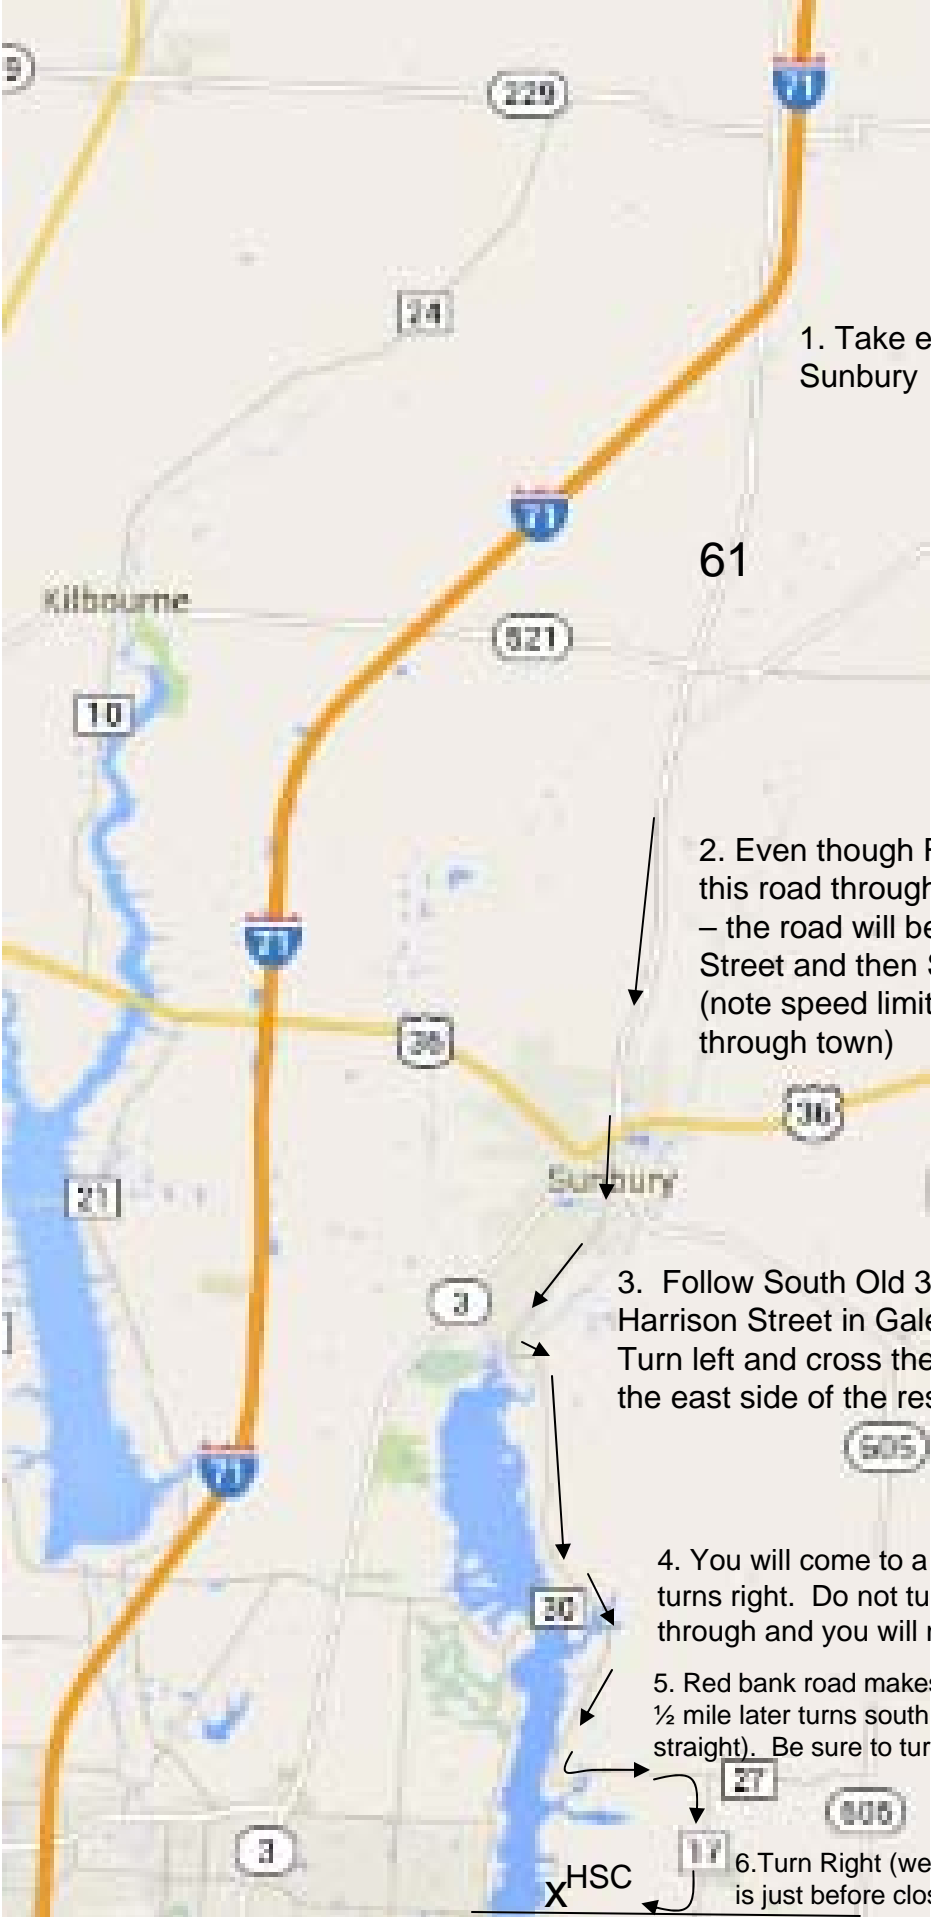 9
229
71
24
1. Take e
Sunbury
71
61
Kilbourne
521
10
2. Even though F
this road through
– the road will be
Street and then S
(note speed limit
through town)
71
36
36
Sunbury
21
3
3. Follow South Old 3
Harrison Street in Gale
Turn left and cross the
the east side of the res
605
71
4. You will come to a
turns right. Do not tu
through and you will r
30
5. Red bank road makes
½ mile later turns south
straight). Be sure to tur
27
605
3
17
6.Turn Right (we
is just before clos
HSC
X